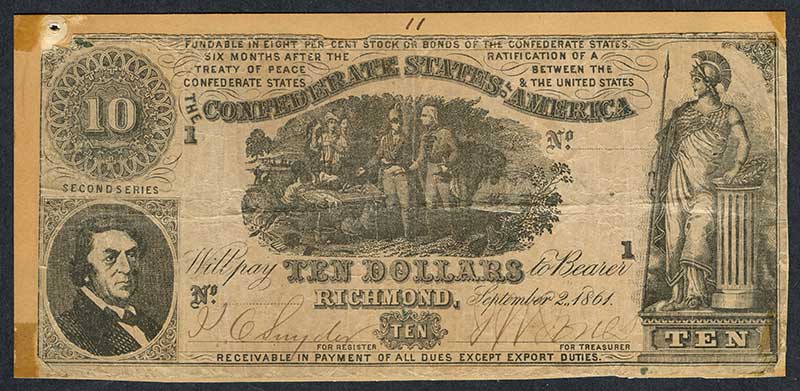 11
FUNDABLE IN EIGHT PER CENT STOCK OR BONDS OF THE CONFEDERATE STATES.
SIX MONTHS AFTER THE RATIFICATION OF A
TREATY OF PEACE BETWEEN THE
CONFEDERATE STATES & THE UNITED STATES
THE CONFEDERATE STATES OF AMERICA
10
1
No.
SECOND SERIES
1
Will pay TEN DOLLARS to Bearer
No. RICHMOND, September 2, 1861.
TEN
FOR REGISTER FOR TREASURER
TEN
RECEIVABLE IN PAYMENT OF ALL DUES EXCEPT EXPORT DUTIES.